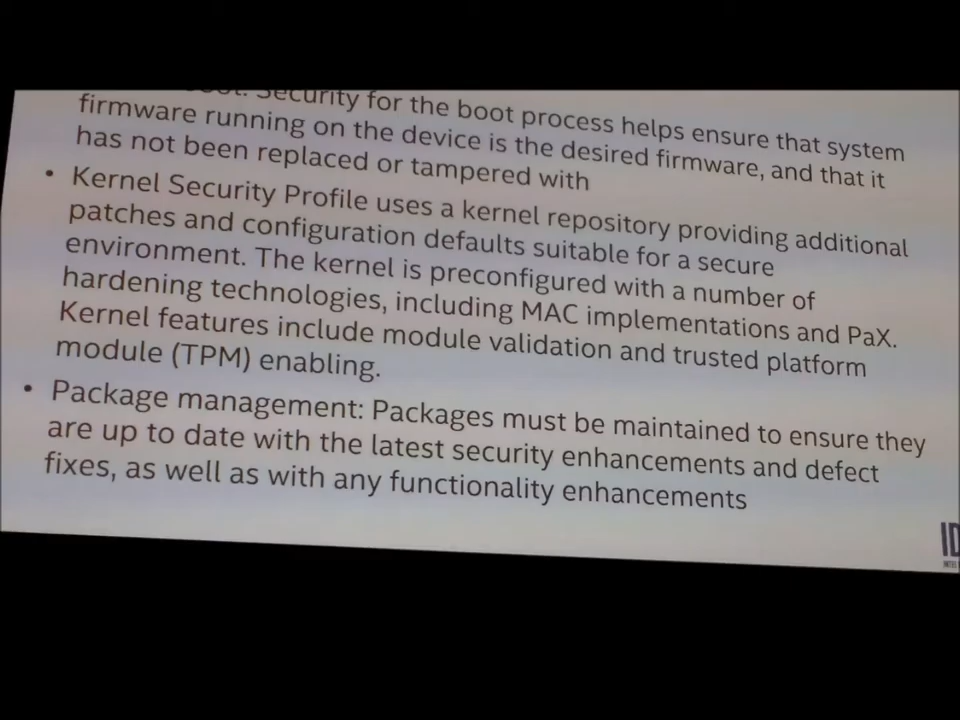 Security for the boot process helps ensure that system
firmware running on the device is the desired firmware, and that it
has not been replaced or tampered with
• Kernel Security Profile uses a kernel repository providing additional
patches and configuration defaults suitable for a secure
environment. The kernel is preconfigured with a number of
hardening technologies, including MAC implementations and PaX.
Kernel features include module validation and trusted platform
module (TPM) enabling.
• Package management: Packages must be maintained to ensure they
are up to date with the latest security enhancements and defect
fixes, as well as with any functionality enhancements
ID